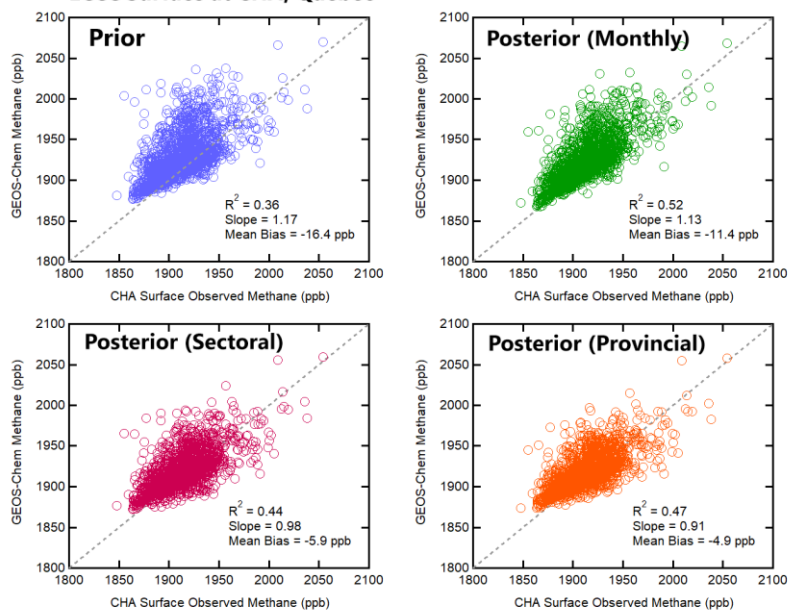 Prior
Posterior (Monthly)
GEOS-Chem Methane (ppb)
2100
2050
2000
1950
1900
1850
1800
R² = 0.36
Slope = 1.17
Mean Bias = -16.4 ppb
1800 1850 1900 1950 2000 2050 2100
CHA Surface Observed Methane (ppb)
GEOS-Chem Methane (ppb)
2100
2050
2000
1950
1900
1850
1800
R² = 0.52
Slope = 1.13
Mean Bias = -11.4 ppb
1800 1850 1900 1950 2000 2050 2100
CHA Surface Observed Methane (ppb)
Posterior (Sectoral)
Posterior (Provincial)
GEOS-Chem Methane (ppb)
2100
2050
2000
1950
1900
1850
1800
R² = 0.44
Slope = 0.98
Mean Bias = -5.9 ppb
1800 1850 1900 1950 2000 2050 2100
CHA Surface Observed Methane (ppb)
GEOS-Chem Methane (ppb)
2100
2050
2000
1950
1900
1850
1800
R² = 0.47
Slope = 0.91
Mean Bias = -4.9 ppb
1800 1850 1900 1950 2000 2050 2100
CHA Surface Observed Methane (ppb)